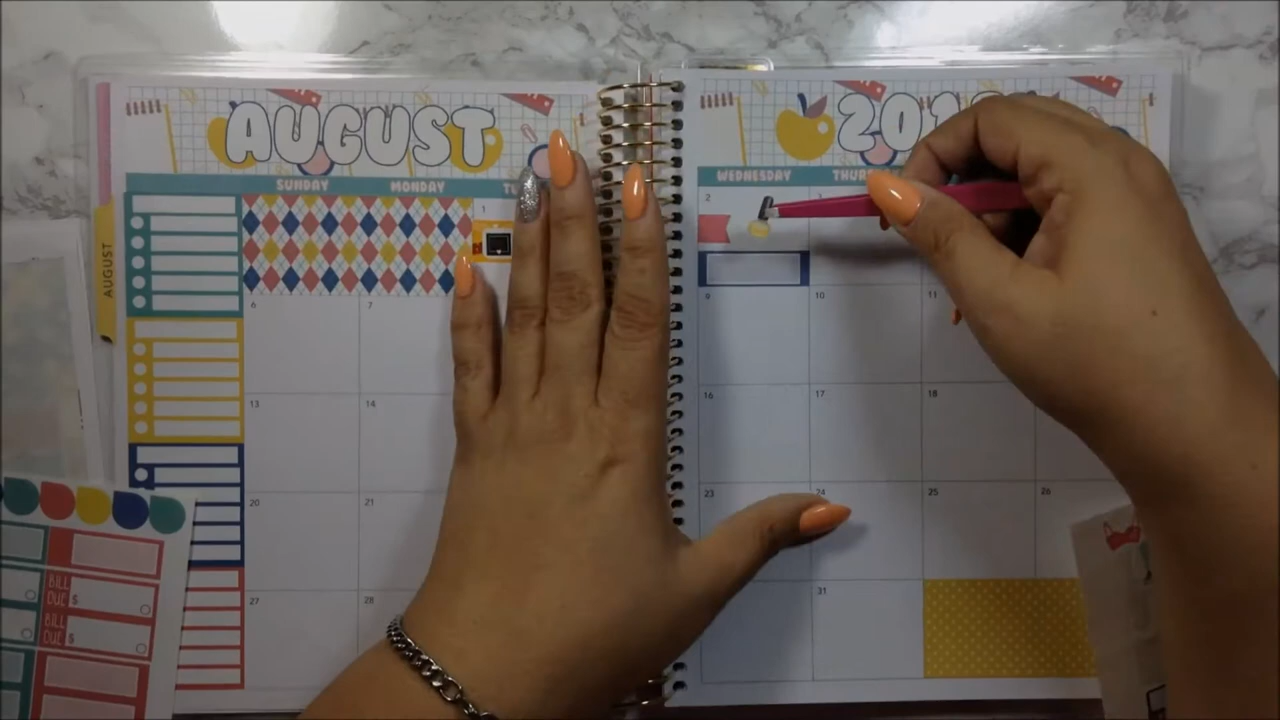 AUGUST
201
SUNDAY MONDAY
WEDNESDAY
1
2
AUGUST
6 7
9 10 11
13 14
16 17 18
20 21
23 24 25 26
27 28
31
BILL DUE $
BILL DUE $